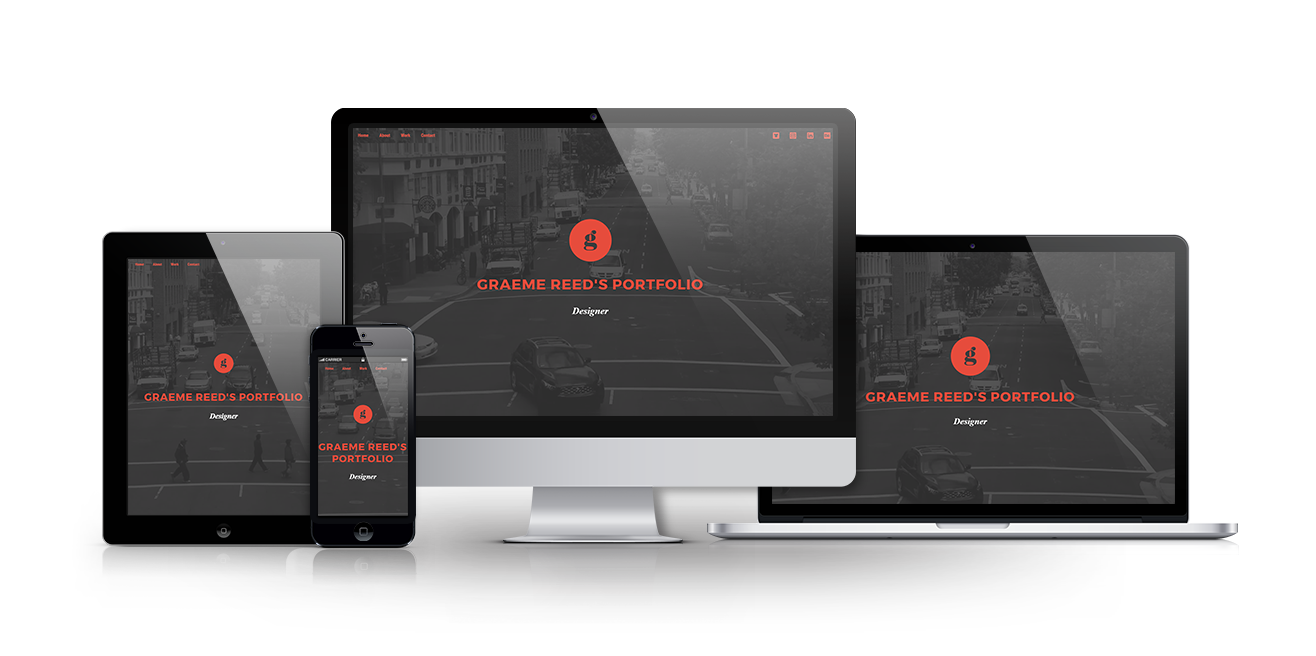 Home About Work Contact
g
GRAEME REED'S PORTFOLIO
Designer
Home About Work Contact
g
GRAEME REED'S PORTFOLIO
Designer
CARRIER
Home About Work Contact
g
GRAEME REED'S
PORTFOLIO
Designer
g
GRAEME REED'S PORTFOLIO
Designer